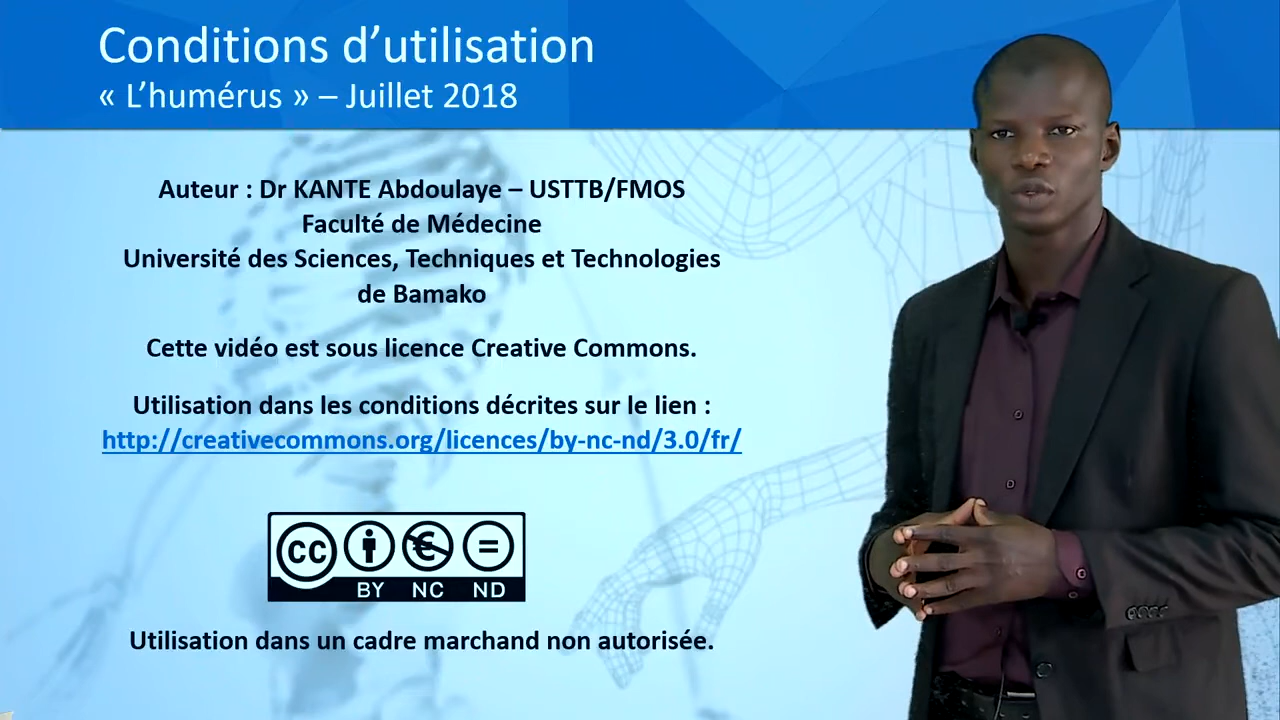 Conditions d’utilisation
« L’humérus » – Juillet 2018
Auteur : Dr KANTE Abdoulaye – USTTB/FMOS
Faculté de Médecine
Université des Sciences, Techniques et Technologies
de Bamako
Cette vidéo est sous licence Creative Commons.
Utilisation dans les conditions décrites sur le lien :
http://creativecommons.org/licences/by-nc-nd/3.0/fr/
CC
BY NC ND
Utilisation dans un cadre marchand non autorisée.